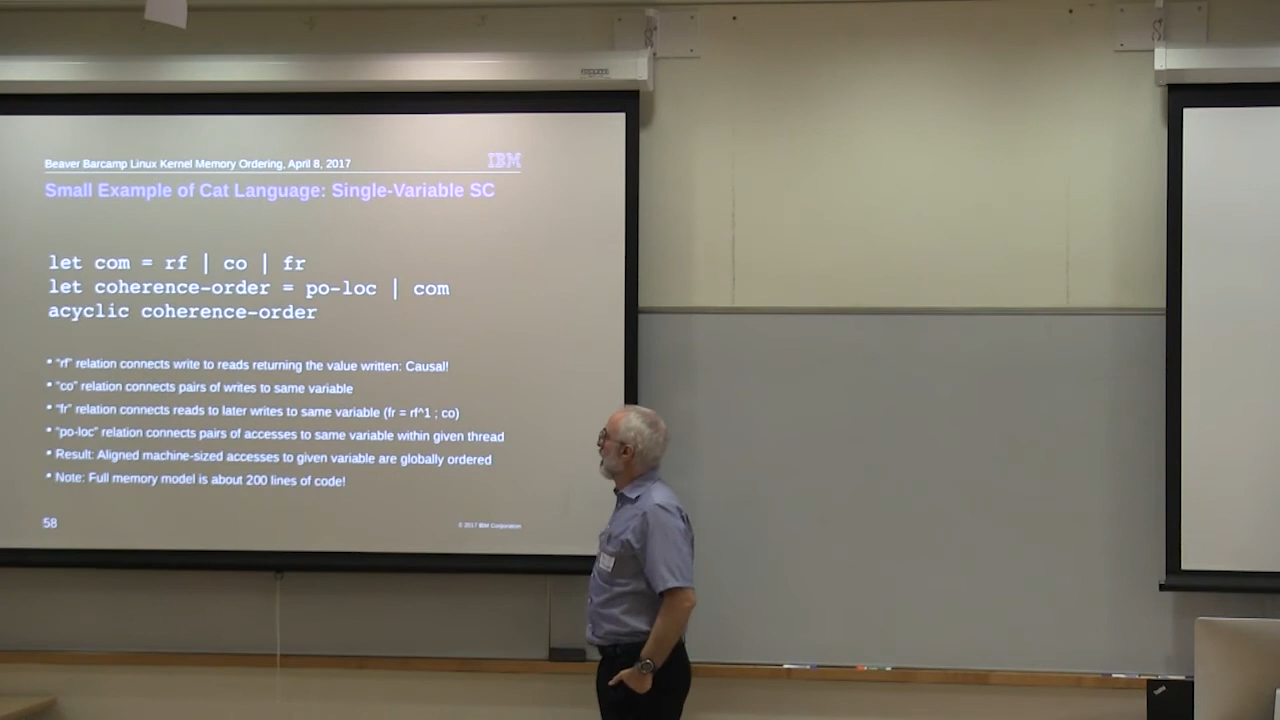 Beaver Barcamp Linux Kernel Memory Ordering, April 8, 2017
IBM
Small Example of Cat Language: Single-Variable SC
let com = rf | co | fr
let coherence-order = po-loc | com
acyclic coherence-order
• "rf" relation connects write to reads returning the value written: Causal!
• "co" relation connects pairs of writes to same variable
• "fr" relation connects reads to later writes to same variable (fr = rf^1 ; co)
• "po-loc" relation connects pairs of accesses to same variable within given thread
• Result: Aligned machine-sized accesses to given variable are globally ordered
• Note: Full memory model is about 200 lines of code!
58
© 2017 IBM Corporation